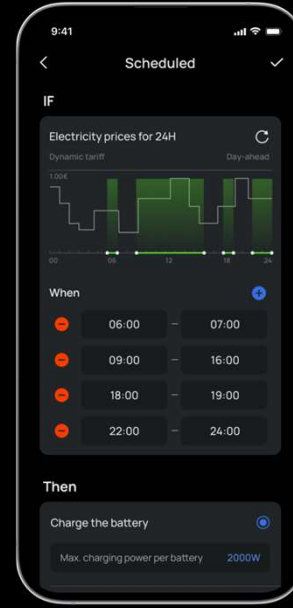 9:41
Scheduled
IF
Electricity prices for 24H
Dynamic tariff Day-ahead
1.00€
00 06 12 18 24
When
06:00 – 07:00
09:00 – 16:00
18:00 – 19:00
22:00 – 24:00
Then
Charge the battery
Max. charging power per battery 2000W